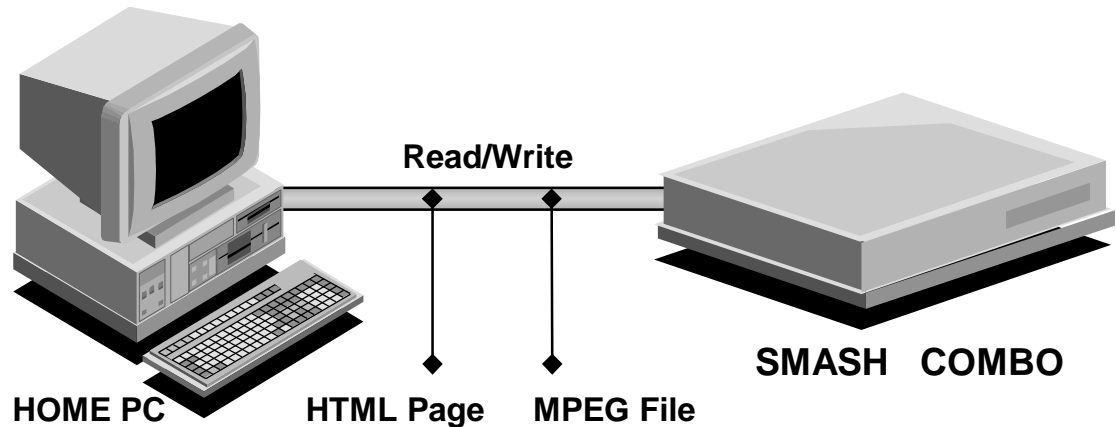 Read/Write
SMASH COMBO
HOME PC
HTML Page
MPEG File